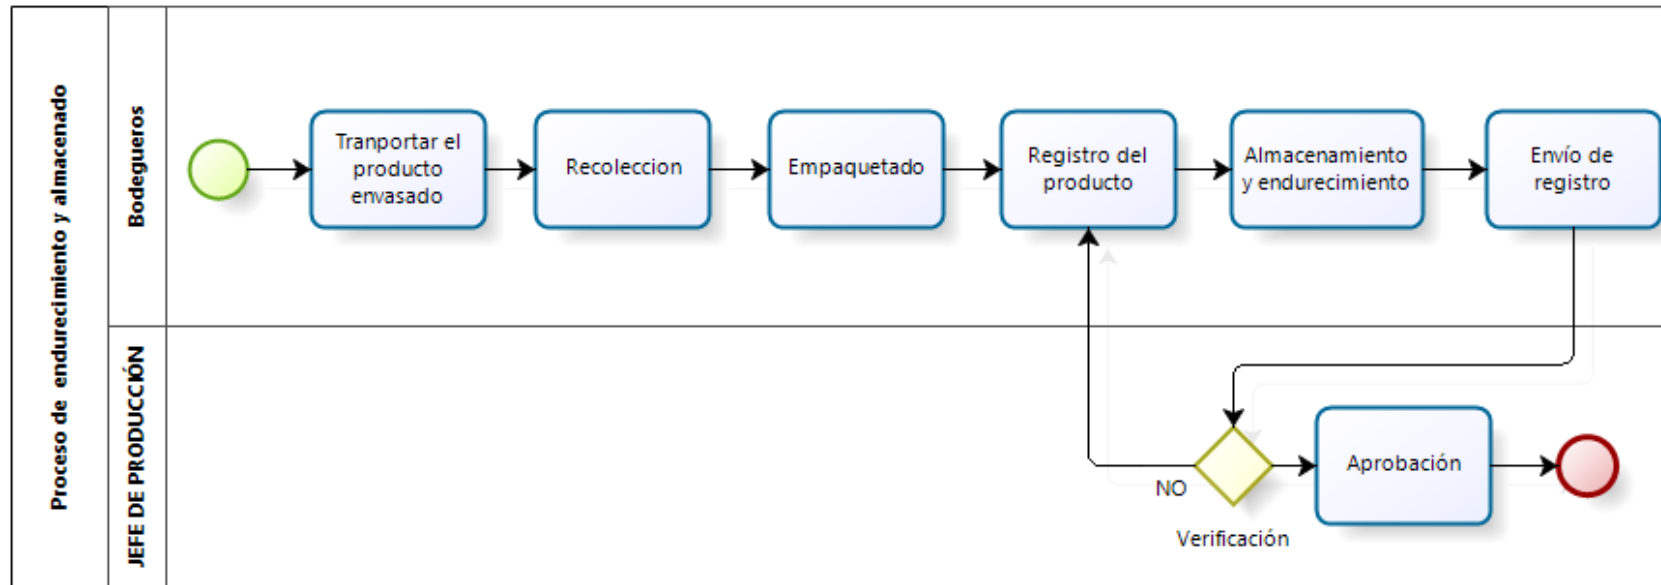 Proceso de endurecimiento y almacenado
Bodegueros
Tranportar el
producto
envasado
Recoleccion
Empaquetado
Registro del
producto
Almacenamiento
y endurecimiento
Envío de
registro
JEFE DE PRODUCCIÓN
NO
Verificación
Aprobación